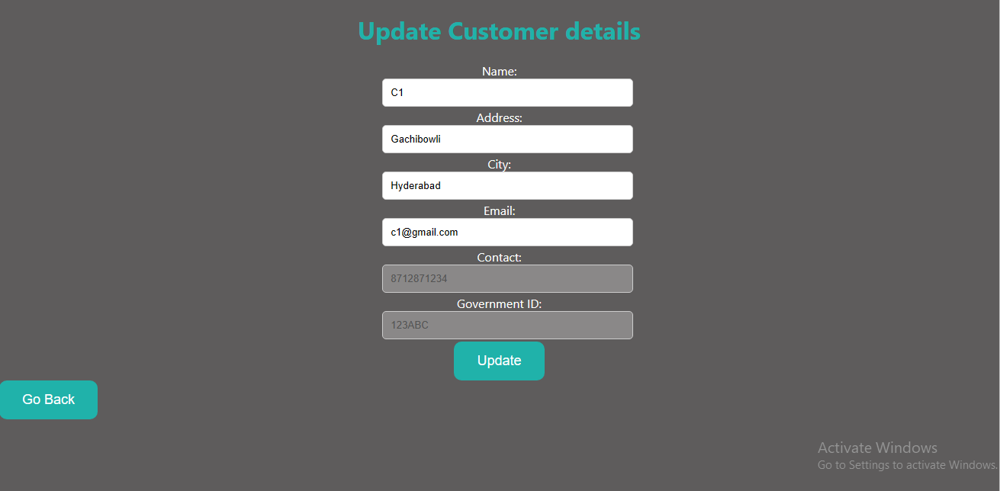 Update Customer details
Name:
C1
Address:
Gachibowli
City:
Hyderabad
Email:
c1@gmail.com
Contact:
8712871234
Government ID:
123ABC
Update
Go Back
Activate Windows
Go to Settings to activate Windows.